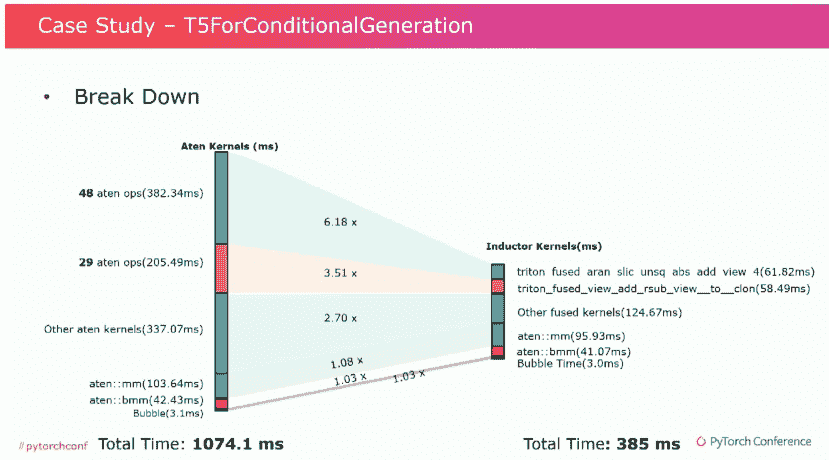 Case Study – T5ForConditionalGeneration
• Break Down
Aten Kernels (ms)
48 aten ops(382.34ms)
6.18 x
Inductor Kernels(ms)
29 aten ops(205.49ms)
3.51 x
triton fused aran slic unsq abs add view 4(61.82ms)
triton_fused_view_add_rsub_view__to__clon(58.49ms)
Other aten kernels(337.07ms)
2.70 x
Other fused kernels(124.67ms)
aten::mm(95.93ms)
aten::bmm(41.07ms)
Bubble Time(3.0ms)
1.08 x
1.03 x
1.03 x
aten::mm(103.64ms)
aten::bmm(42.43ms)
Bubble(3.1ms)
#pytorchconf
Total Time: 1074.1 ms
Total Time: 385 ms
PyTorch Conference